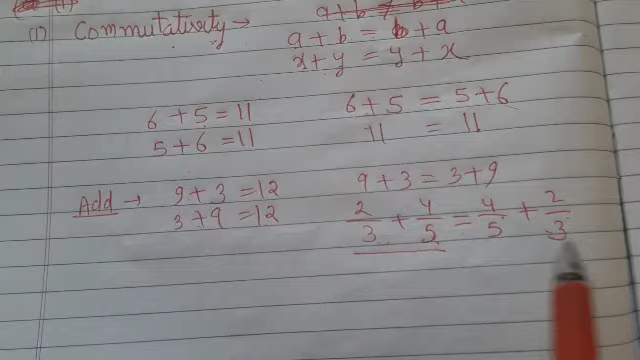 (1) Commutativity → a+b ≠ b+
a+b = b+a
x+y = y+x
6+5=11 6+5 = 5+6
5+6=11 11 = 11
Add → 9+3=12 9+3=3+9
3+9=12 2/3 + 4/5 = 4/5 + 2/3